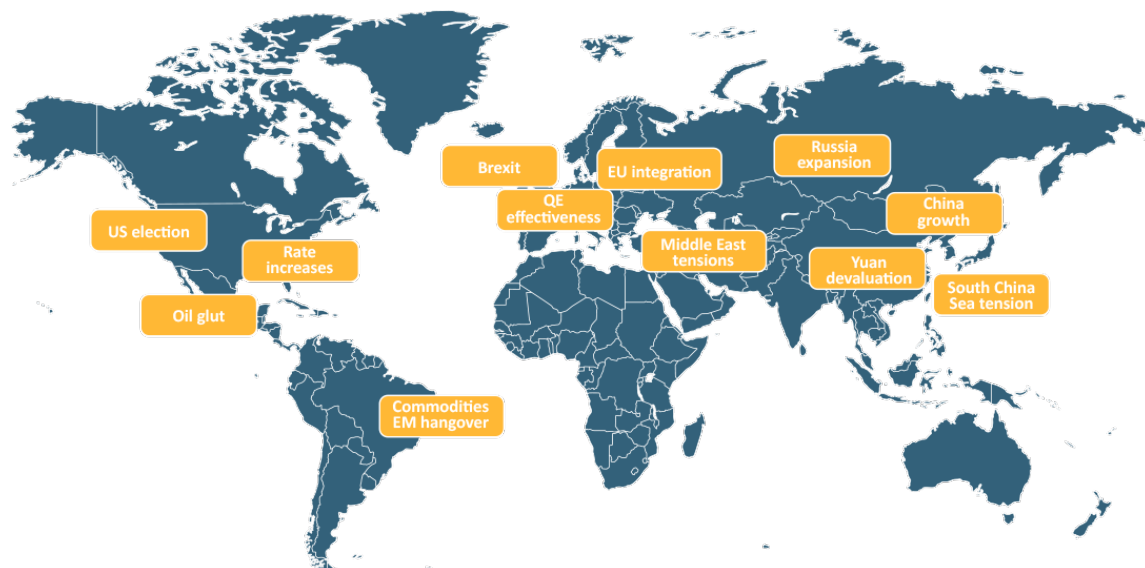 Brexit
EU integration
Russia
expansion
QE
effectiveness
China
growth
US election
Rate
increases
Middle East
tensions
Yuan
devaluation
South China
Sea tension
Oil glut
Commodities
EM hangover